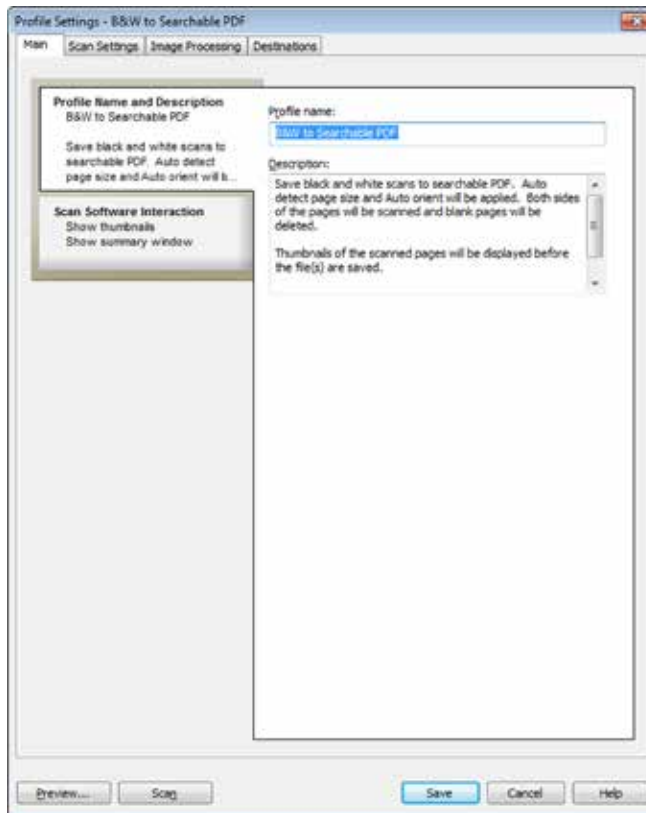 Profile Settings - B&W to Searchable PDF
Main
Scan Settings
Image Processing
Destinations
Profile Name and Description
B&W to Searchable PDF
Save black and white scans to
searchable PDF. Auto detect
page size and Auto orient will b...
Scan Software Interaction
Show thumbnails
Show summary window
Profile name:
B&W to Searchable PDF
Description:
Save black and white scans to searchable PDF. Auto
detect page size and Auto orient will be applied. Both sides
of the pages will be scanned and blank pages will be
deleted.
Thumbnails of the scanned pages will be displayed before
the file(s) are saved.
Preview...
Scan
Save
Cancel
Help